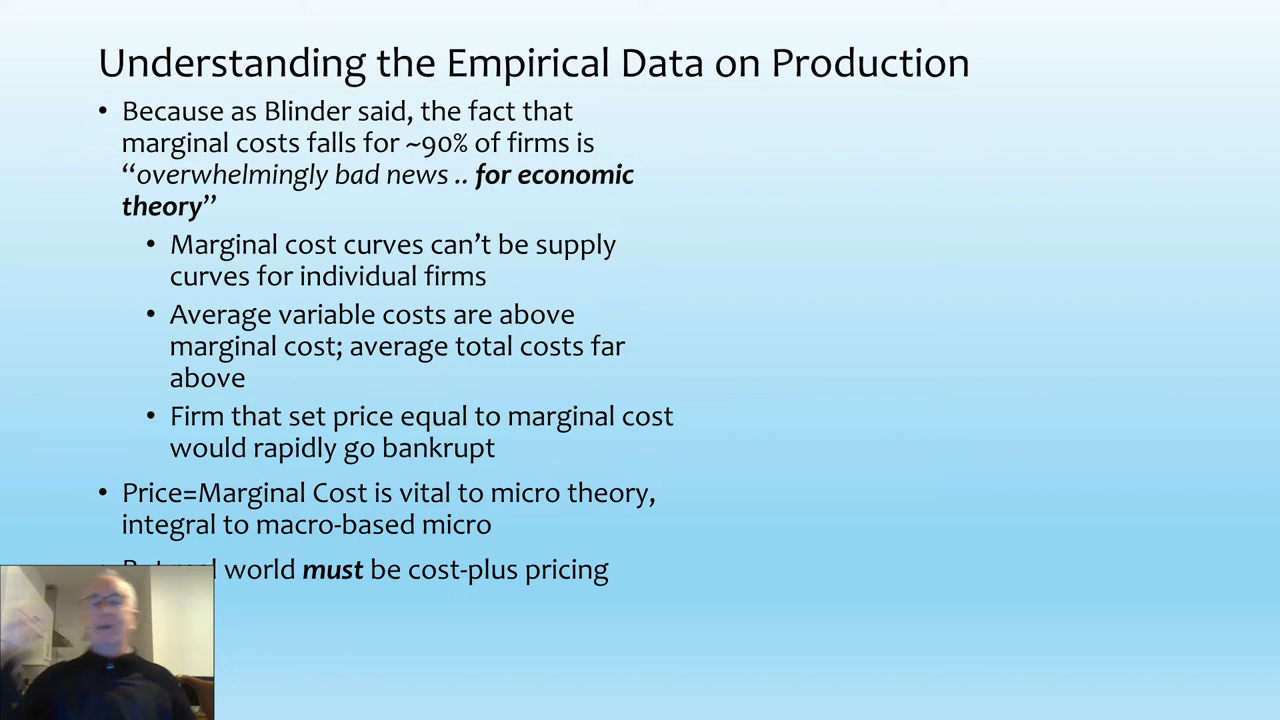 Understanding the Empirical Data on Production
• Because as Blinder said, the fact that
marginal costs falls for ~90% of firms is
“overwhelmingly bad news .. for economic
theory”
• Marginal cost curves can’t be supply
curves for individual firms
• Average variable costs are above
marginal cost; average total costs far
above
• Firm that set price equal to marginal cost
would rapidly go bankrupt
• Price=Marginal Cost is vital to micro theory,
integral to macro-based micro
world must be cost-plus pricing